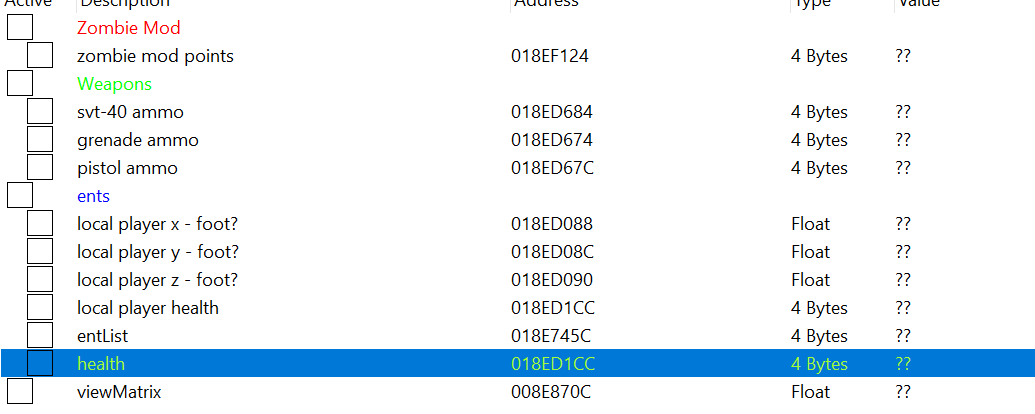 Active Description Address Type Value
Zombie Mod
zombie mod points 018EF124 4 Bytes ??
Weapons
svt-40 ammo 018ED684 4 Bytes ??
grenade ammo 018ED674 4 Bytes ??
pistol ammo 018ED67C 4 Bytes ??
ents
local player x - foot? 018ED088 Float ??
local player y - foot? 018ED08C Float ??
local player z - foot? 018ED090 Float ??
local player health 018ED1CC 4 Bytes ??
entList 018E745C 4 Bytes ??
health 018ED1CC 4 Bytes ??
viewMatrix 008E870C Float ??